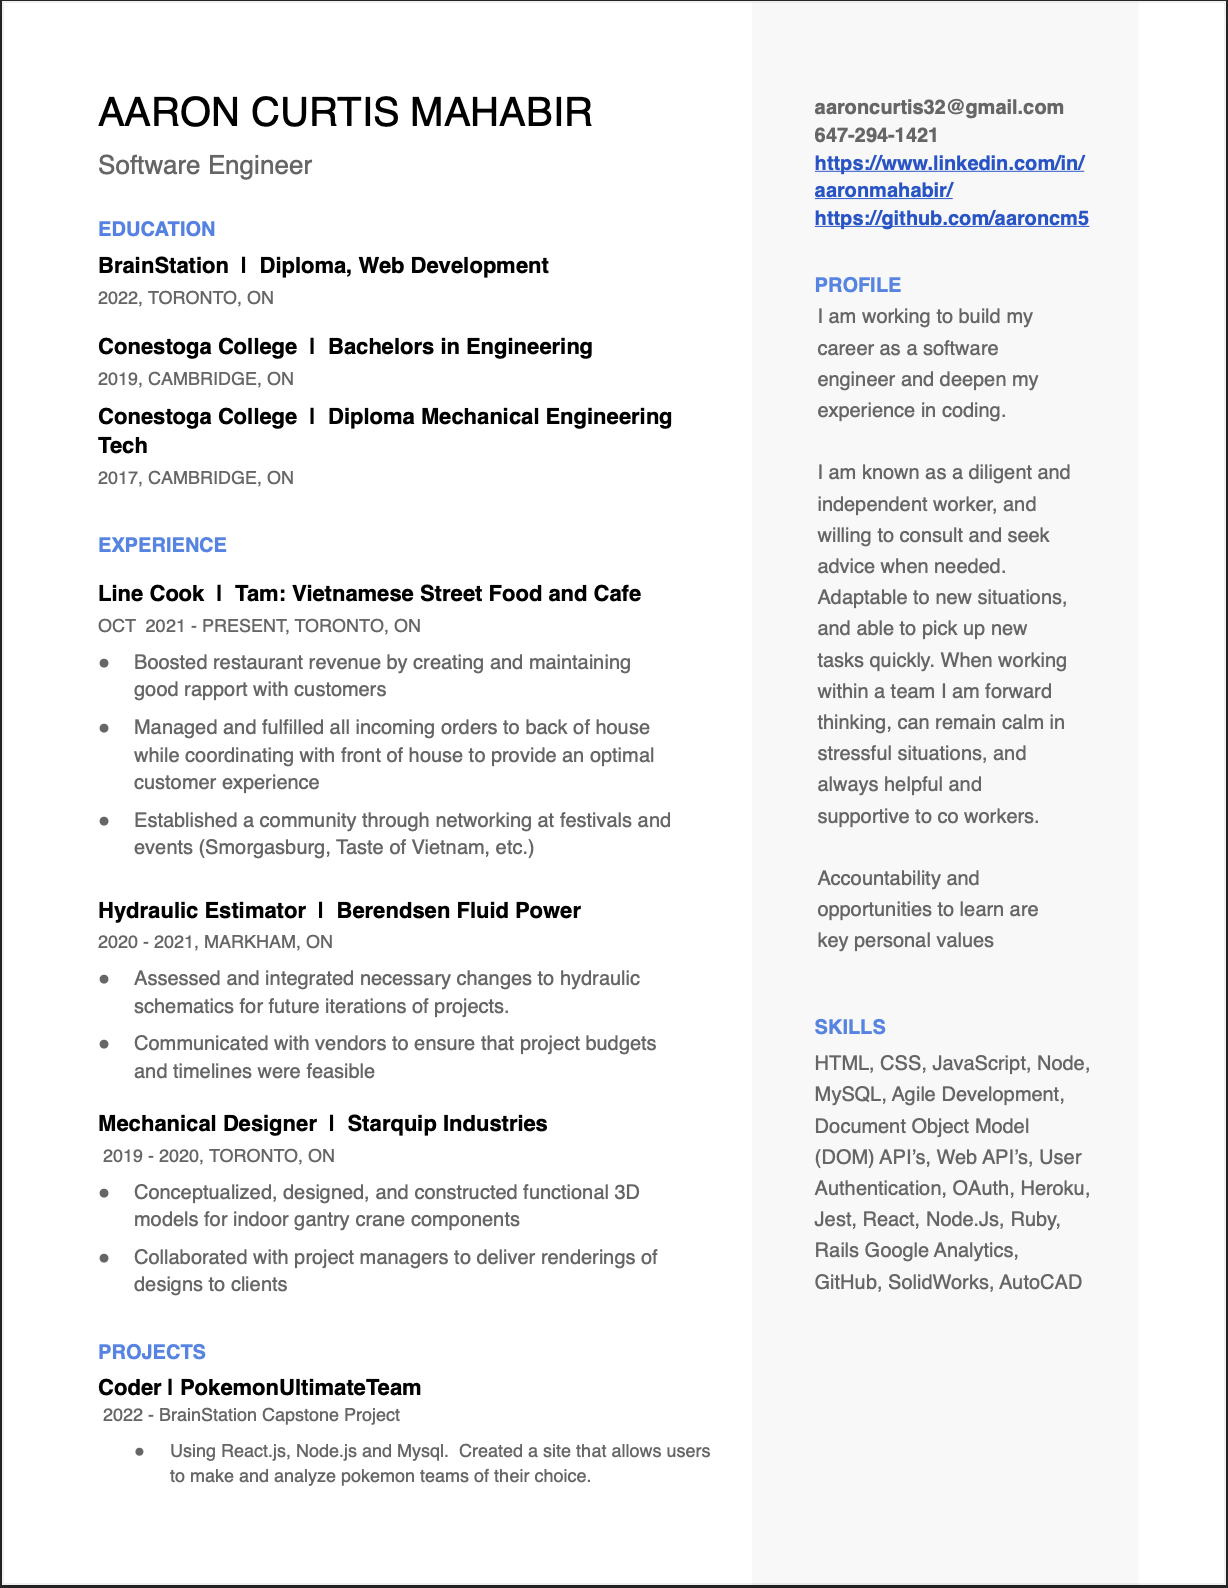 AARON CURTIS MAHABIR
Software Engineer
EDUCATION
BrainStation | Diploma, Web Development
2022, TORONTO, ON
Conestoga College | Bachelors in Engineering
2019, CAMBRIDGE, ON
Conestoga College | Diploma Mechanical Engineering
Tech
2017, CAMBRIDGE, ON
EXPERIENCE
Line Cook | Tam: Vietnamese Street Food and Cafe
OCT  2021 - PRESENT, TORONTO, ON
● Boosted restaurant revenue by creating and maintaining
good rapport with customers
● Managed and fulfilled all incoming orders to back of house
while coordinating with front of house to provide an optimal
customer experience
● Established a community through networking at festivals and
events (Smorgasburg, Taste of Vietnam, etc.)
Hydraulic Estimator | Berendsen Fluid Power
2020 - 2021, MARKHAM, ON
● Assessed and integrated necessary changes to hydraulic
schematics for future iterations of projects.
● Communicated with vendors to ensure that project budgets
and timelines were feasible
Mechanical Designer | Starquip Industries
2019 - 2020, TORONTO, ON
● Conceptualized, designed, and constructed functional 3D
models for indoor gantry crane components
● Collaborated with project managers to deliver renderings of
designs to clients
PROJECTS
Coder | PokemonUltimateTeam
2022 - BrainStation Capstone Project
● Using React.js, Node.js and Mysql.  Created a site that allows users
to make and analyze pokemon teams of their choice.
aaroncurtis32@gmail.com
647-294-1421
https://www.linkedin.com/in/
aaronmahabir/
https://github.com/aaroncm5
PROFILE
I am working to build my
career as a software
engineer and deepen my
experience in coding.
I am known as a diligent and
independent worker, and
willing to consult and seek
advice when needed.
Adaptable to new situations,
and able to pick up new
tasks quickly. When working
within a team I am forward
thinking, can remain calm in
stressful situations, and
always helpful and
supportive to co workers.
Accountability and
opportunities to learn are
key personal values
SKILLS
HTML, CSS, JavaScript, Node,
MySQL, Agile Development,
Document Object Model
(DOM) API’s, Web API’s, User
Authentication, OAuth, Heroku,
Jest, React, Node.Js, Ruby,
Rails Google Analytics,
GitHub, SolidWorks, AutoCAD